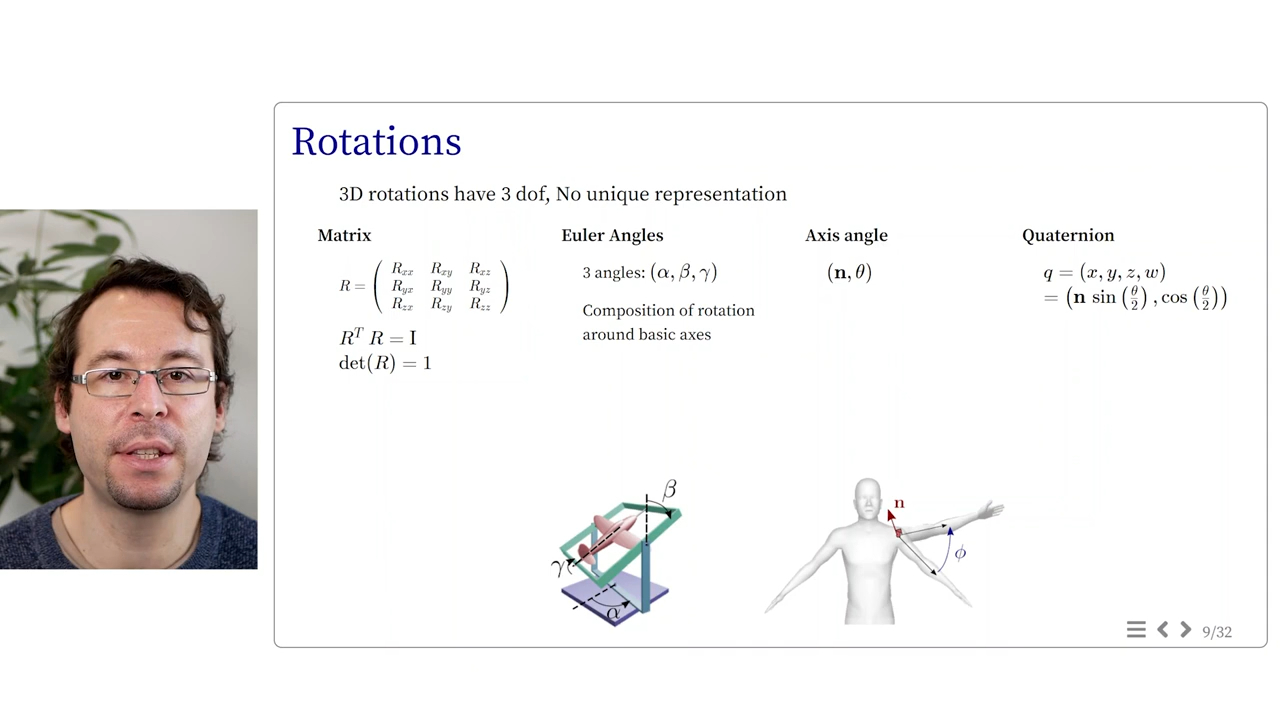 Rotations
3D rotations have 3 dof, No unique representation
Matrix
R = ( R_xx R_xy R_xz
R_yx R_yy R_yz
R_zx R_zy R_zz )
R^T R = I
det(R) = 1
Euler Angles
3 angles: (α, β, γ)
Composition of rotation
around basic axes
Axis angle
(n, θ)
Quaternion
q = (x, y, z, w)
= (n sin (θ/2), cos (θ/2))
β
γ
α
n
ϕ
9/32